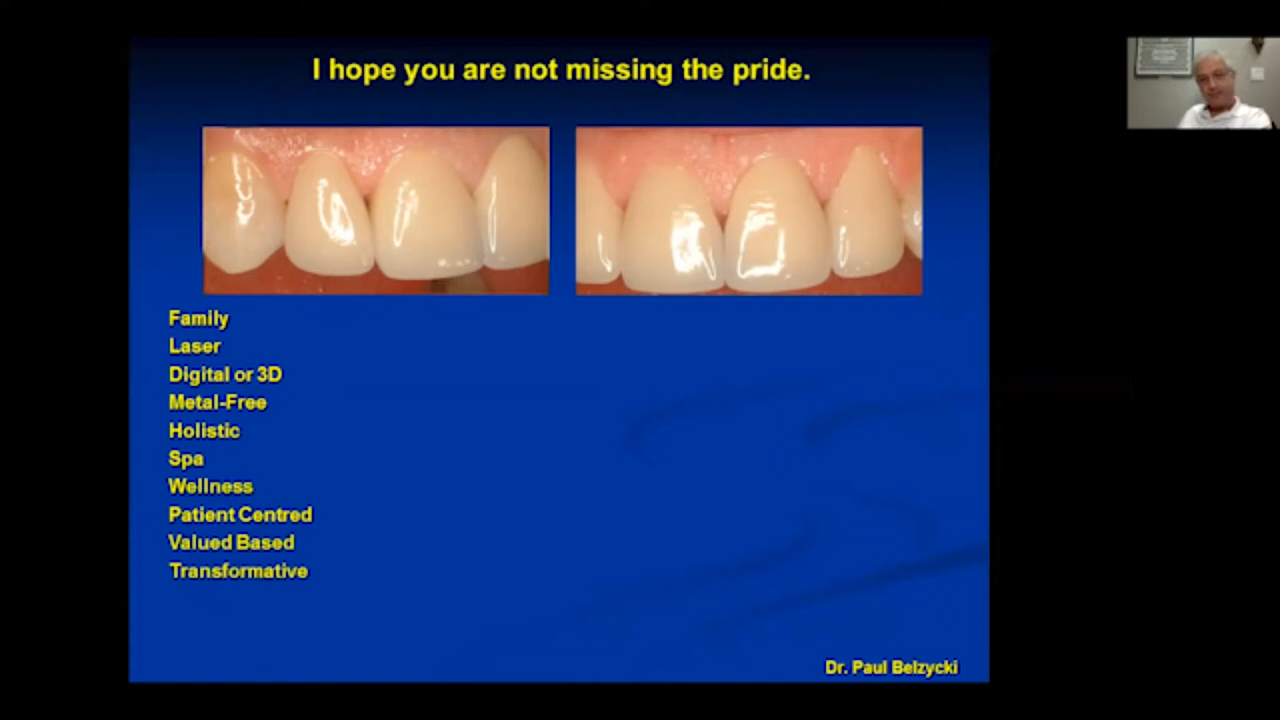 I hope you are not missing the pride.
Family
Laser
Digital or 3D
Metal-Free
Holistic
Spa
Wellness
Patient Centred
Valued Based
Transformative
Dr. Paul Belzycki